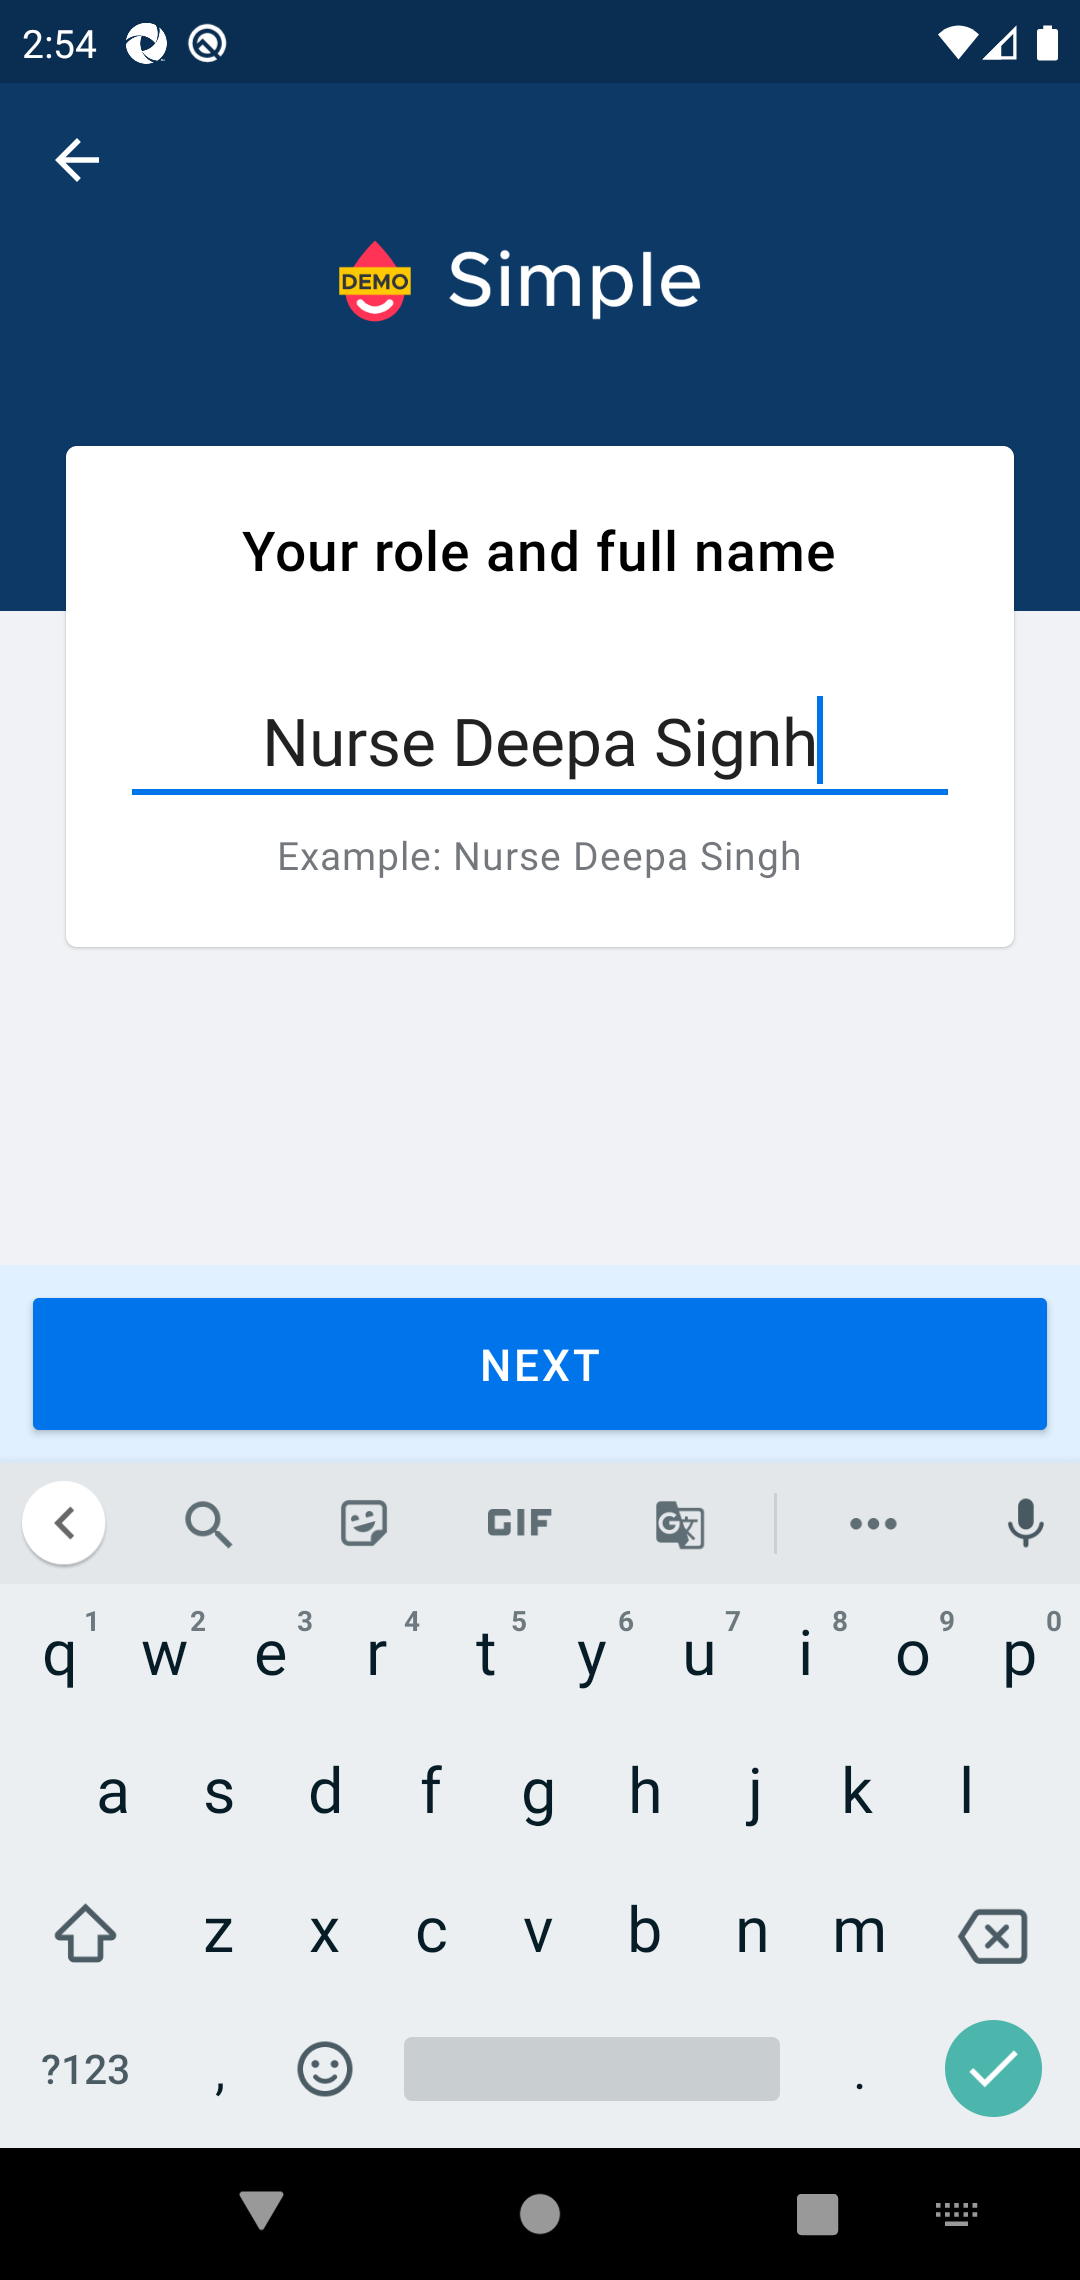 2:54
DEMO Simple
Your role and full name
Nurse Deepa Signh
Example: Nurse Deepa Singh
NEXT
GIF G
1 2 3 4 5 6 7 8 9 0
q w e r t y u i o p
a s d f g h j k l
z x c v b n m
?123 , .